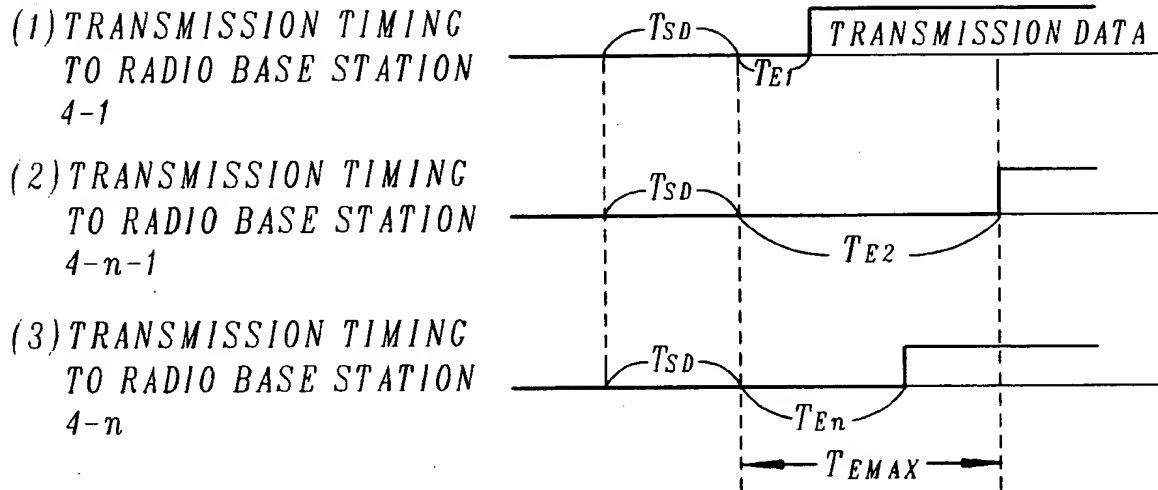 (1) TRANSMISSION TIMING
TO RADIO BASE STATION
4-1
TSD
TE1
TRANSMISSION DATA
(2) TRANSMISSION TIMING
TO RADIO BASE STATION
4-n-1
TSD
TE2
(3) TRANSMISSION TIMING
TO RADIO BASE STATION
4-n
TSD
TEn
TEMAX